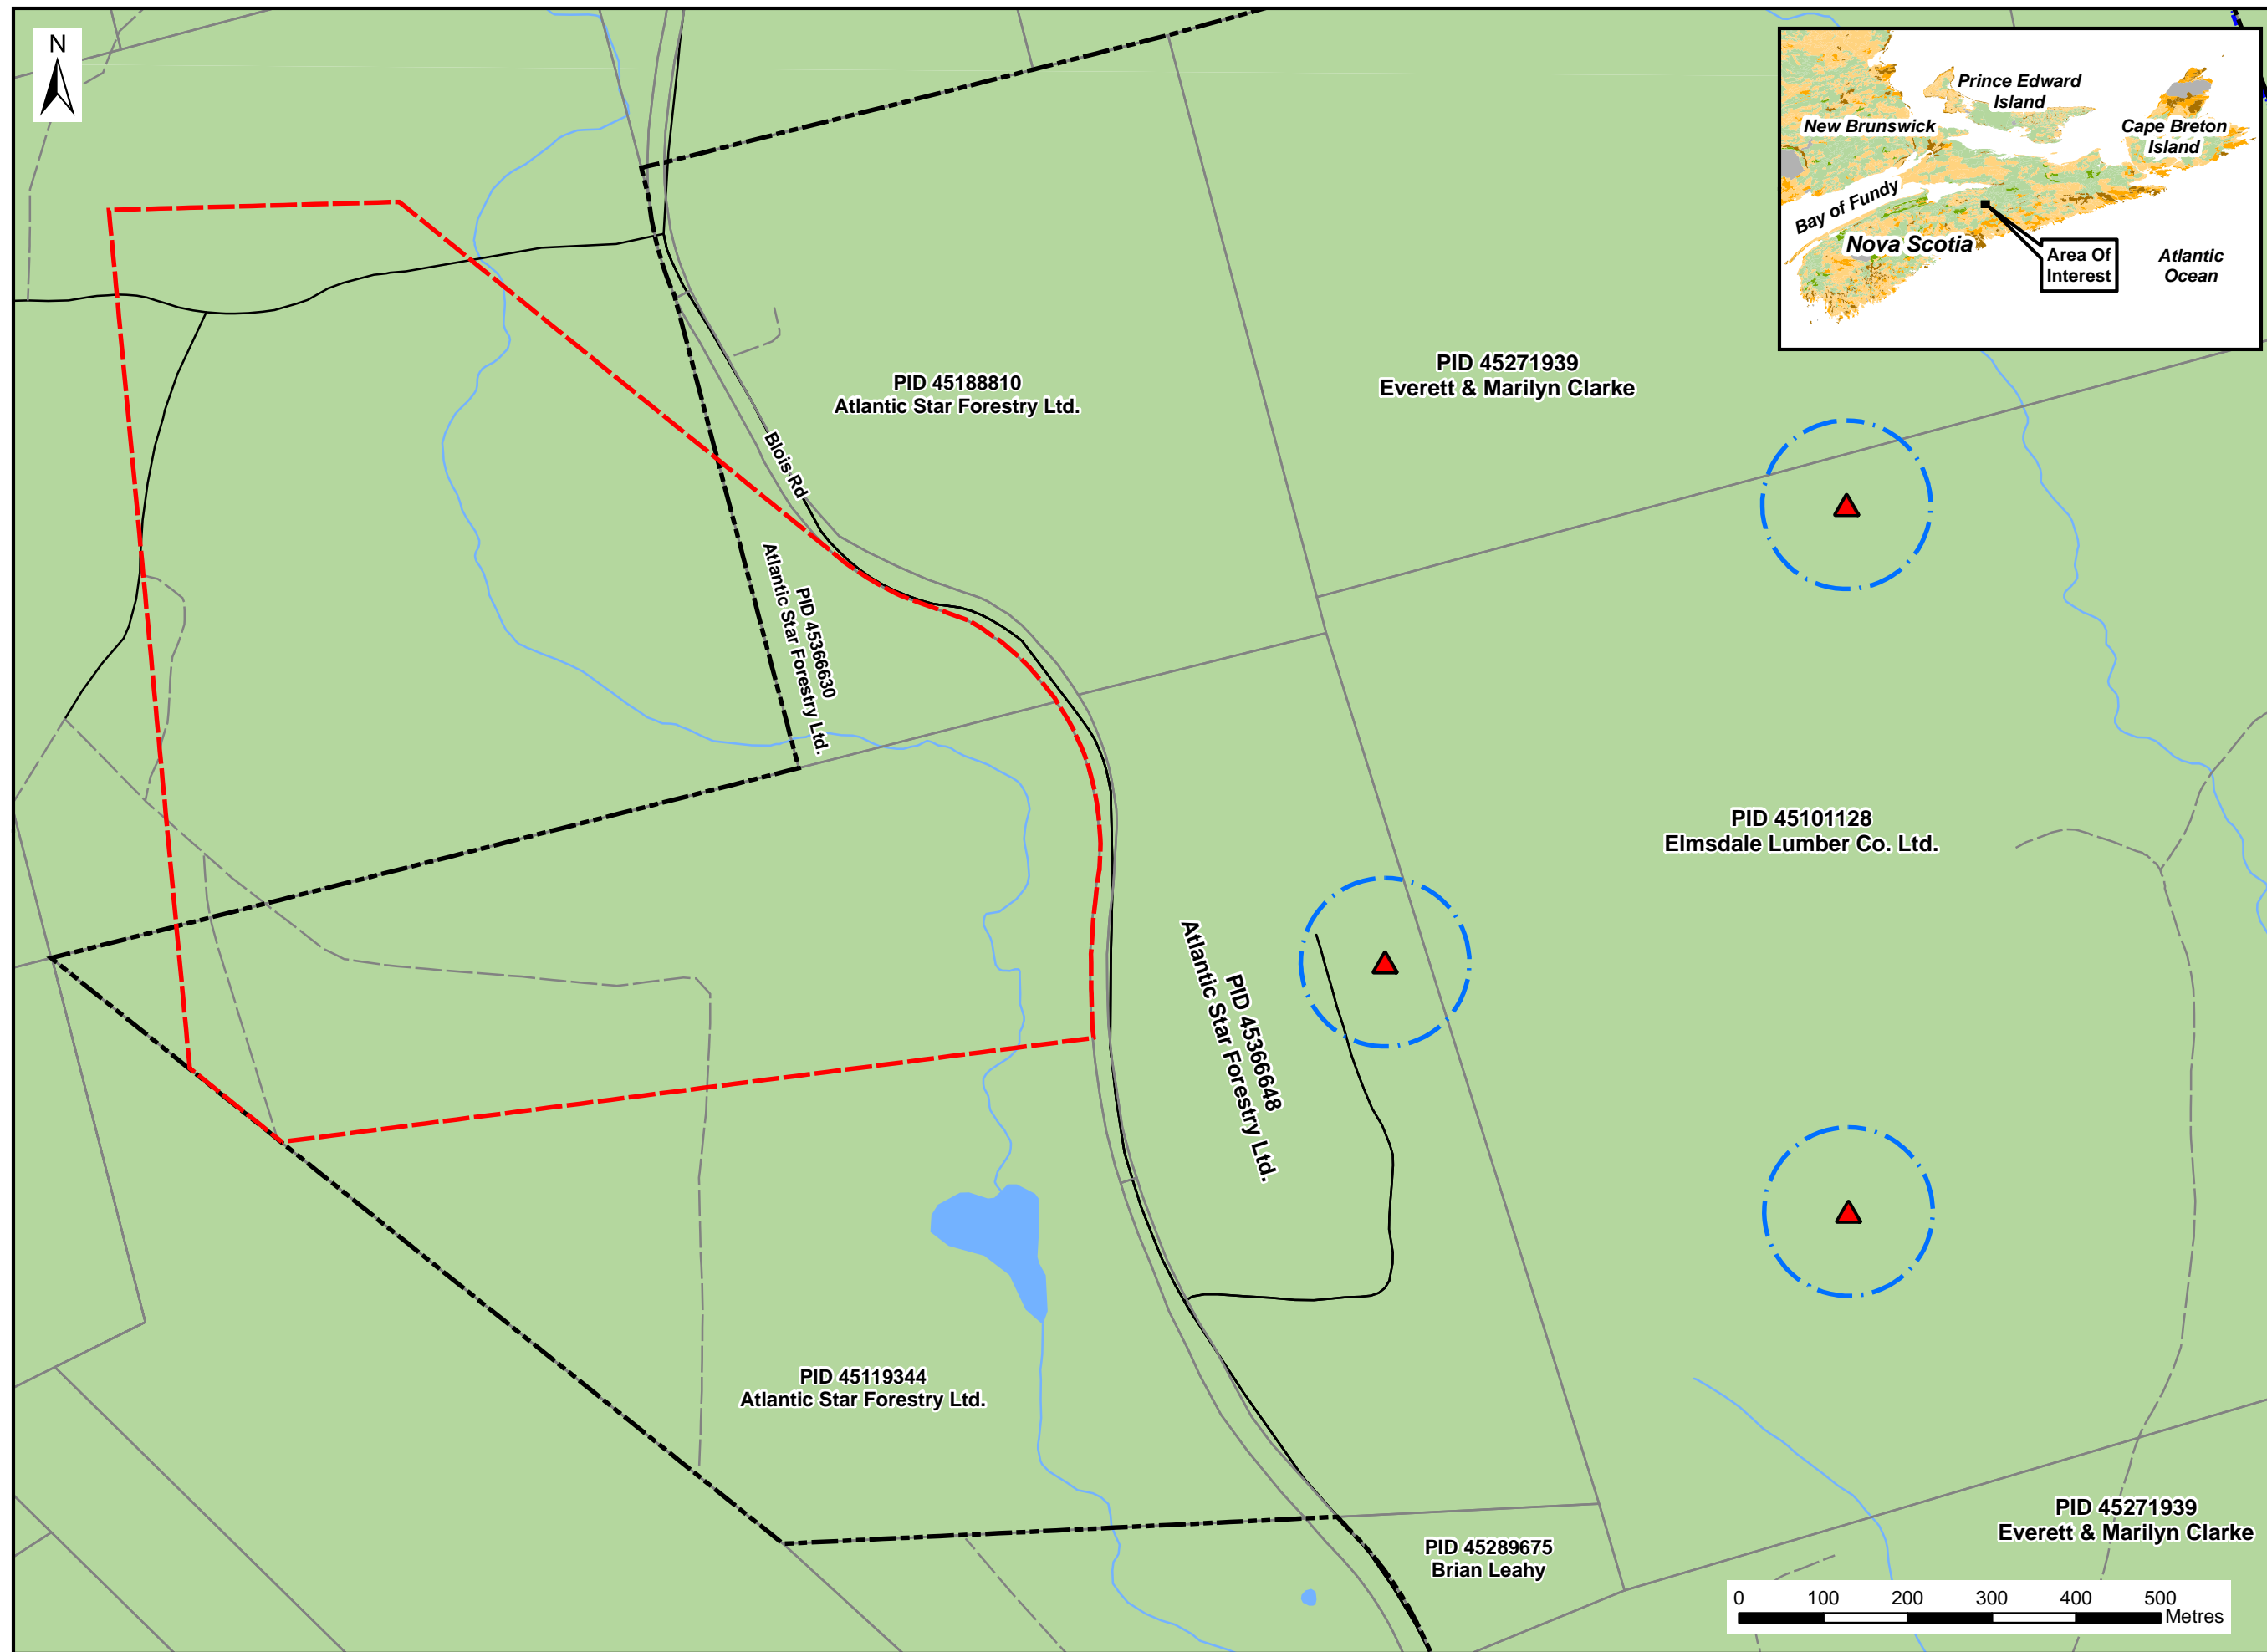 N
Prince Edward
Island
New Brunswick
Cape Breton
Island
Bay of Fundy
Nova Scotia
Area Of
Interest
Atlantic
Ocean
PID 45188810
Atlantic Star Forestry Ltd.
PID 45271939
Everett & Marilyn Clarke
Blois Rd
PID 45366630
Atlantic Star Forestry Ltd.
PID 45101128
Elmsdale Lumber Co. Ltd.
PID 45366648
Atlantic Star Forestry Ltd.
PID 45119344
Atlantic Star Forestry Ltd.
PID 45289675
Brian Leahy
PID 45271939
Everett & Marilyn Clarke
0 100 200 300 400 500
Metres